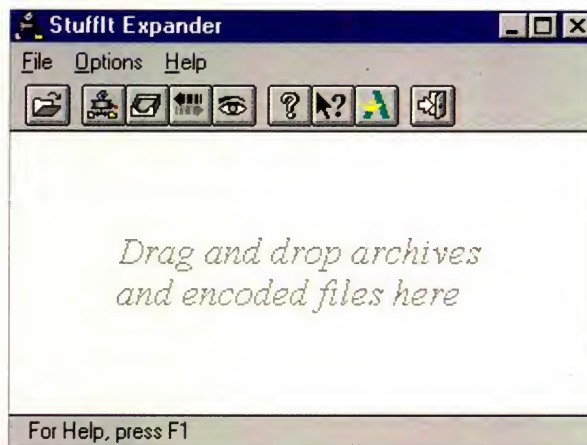 StuffIt Expander
File Options Help
Drag and drop archives
and encoded files here
For Help, press F1